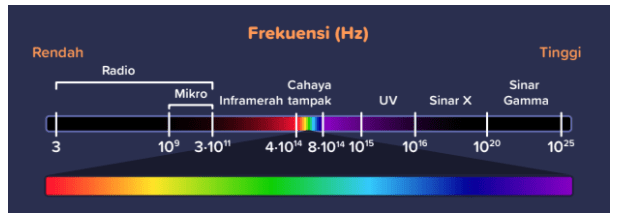 Frekuensi (Hz)
Rendah
Tinggi
Radio
Mikro
Inframerah
Cahaya
tampak
UV
Sinar X
Sinar
Gamma
3
10⁹
3·10¹¹
4·10¹⁴
8·10¹⁴
10¹⁵
10¹⁶
10²⁰
10²⁵